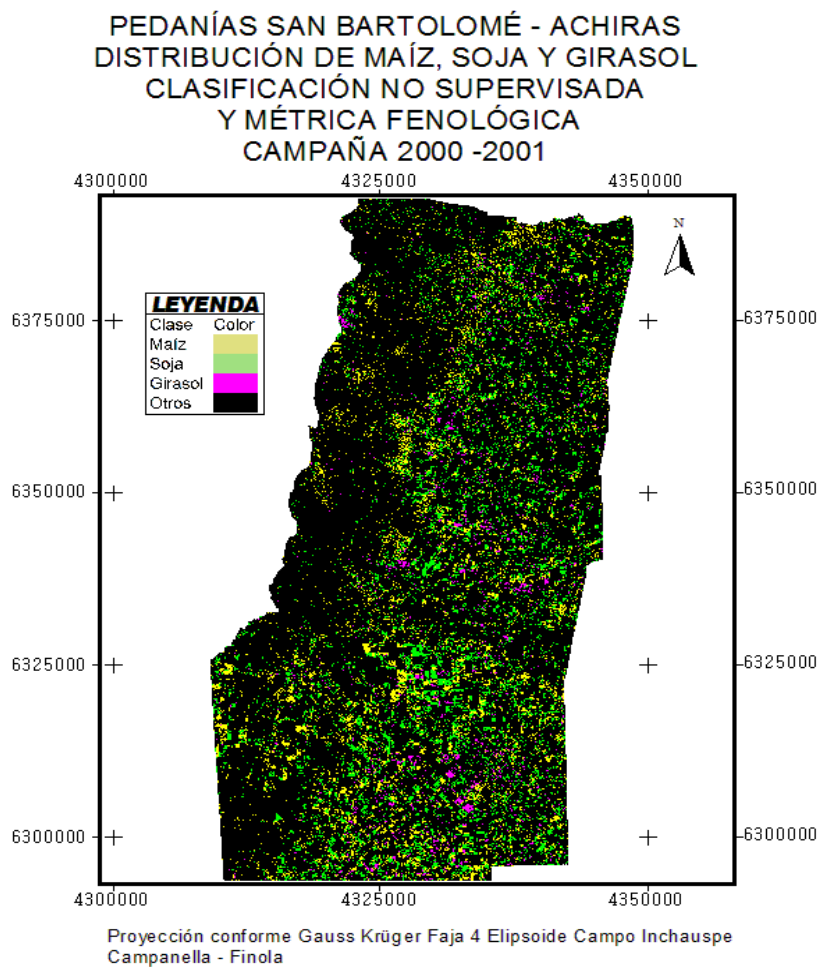 PEDANÍAS SAN BARTOLOMÉ - ACHIRAS
DISTRIBUCIÓN DE MAÍZ, SOJA Y GIRASOL
CLASIFICACIÓN NO SUPERVISADA
Y MÉTRICA FENOLÓGICA
CAMPAÑA 2000 -2001
4300000 4325000 4350000
N
LEYENDA
Clase Color
Maíz
Soja
Girasol
Otros
6375000 6375000
6350000 6350000
6325000 6325000
6300000 6300000
4300000 4325000 4350000
Proyección conforme Gauss Krüger Faja 4 Elipsoide Campo Inchauspe
Campanella - Finola